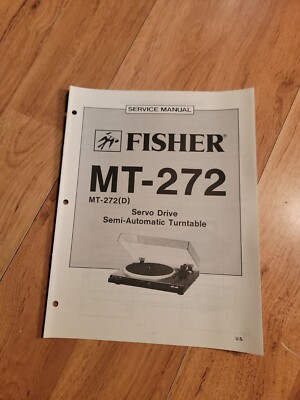 SERVICE MANUAL
FISHER®
MT-272
MT-272(D)
Servo Drive
Semi-Automatic Turntable